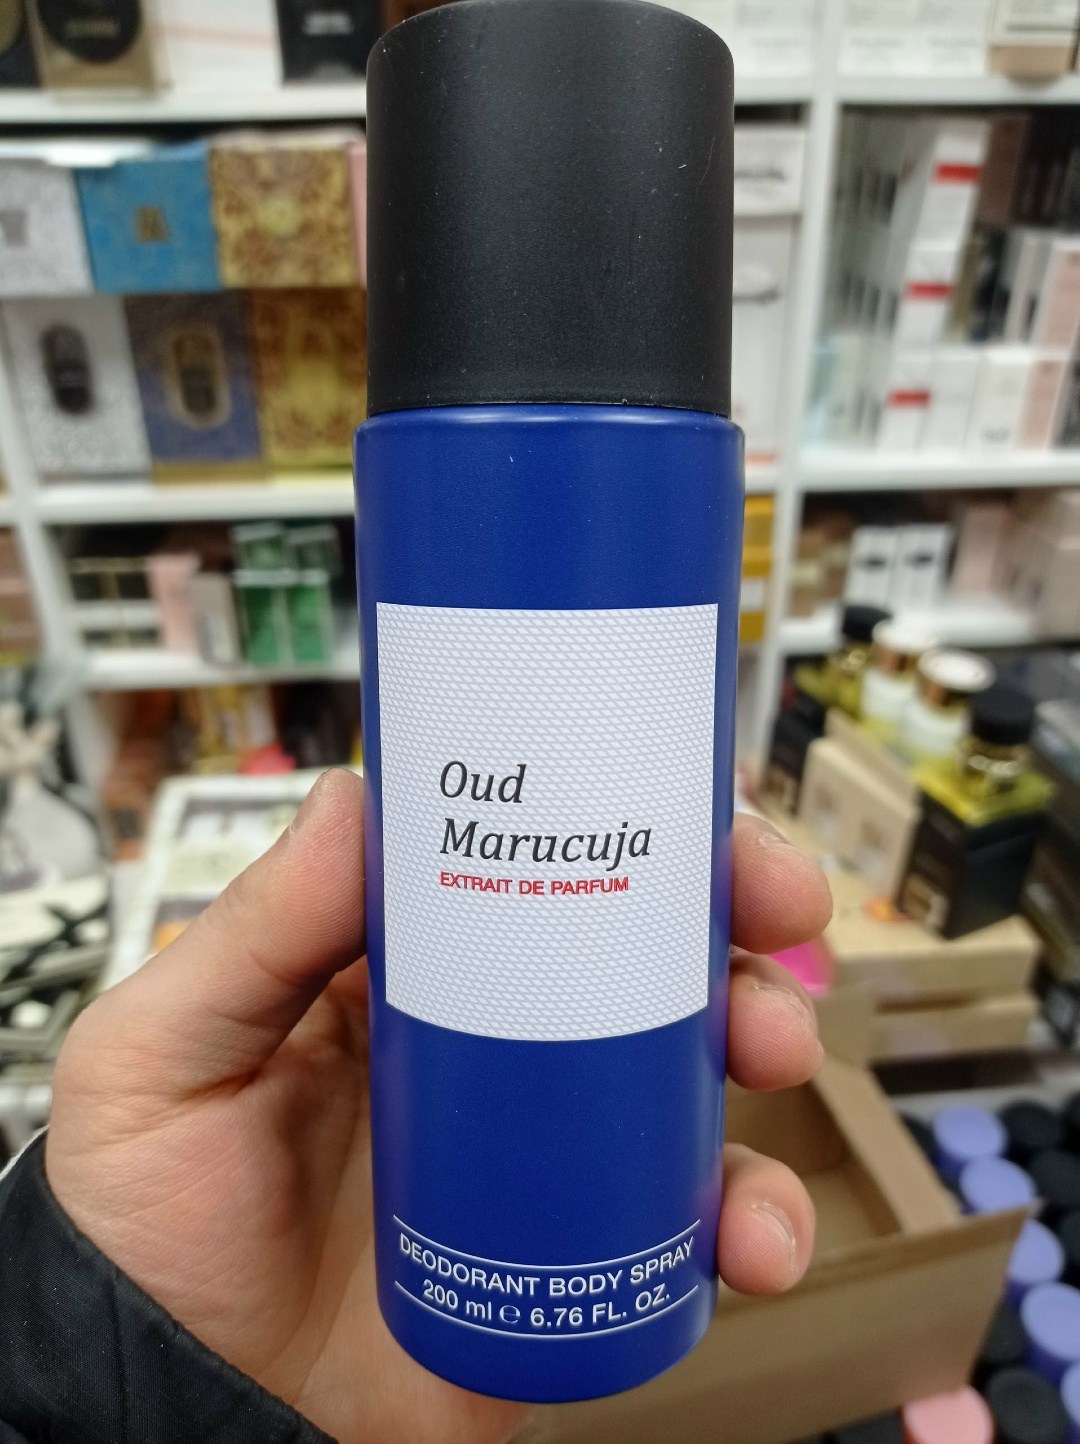 Oud
Marucuja
EXTRAIT DE PARFUM
DEODORANT BODY SPRAY
200 ml ℮ 6.76 FL. OZ.